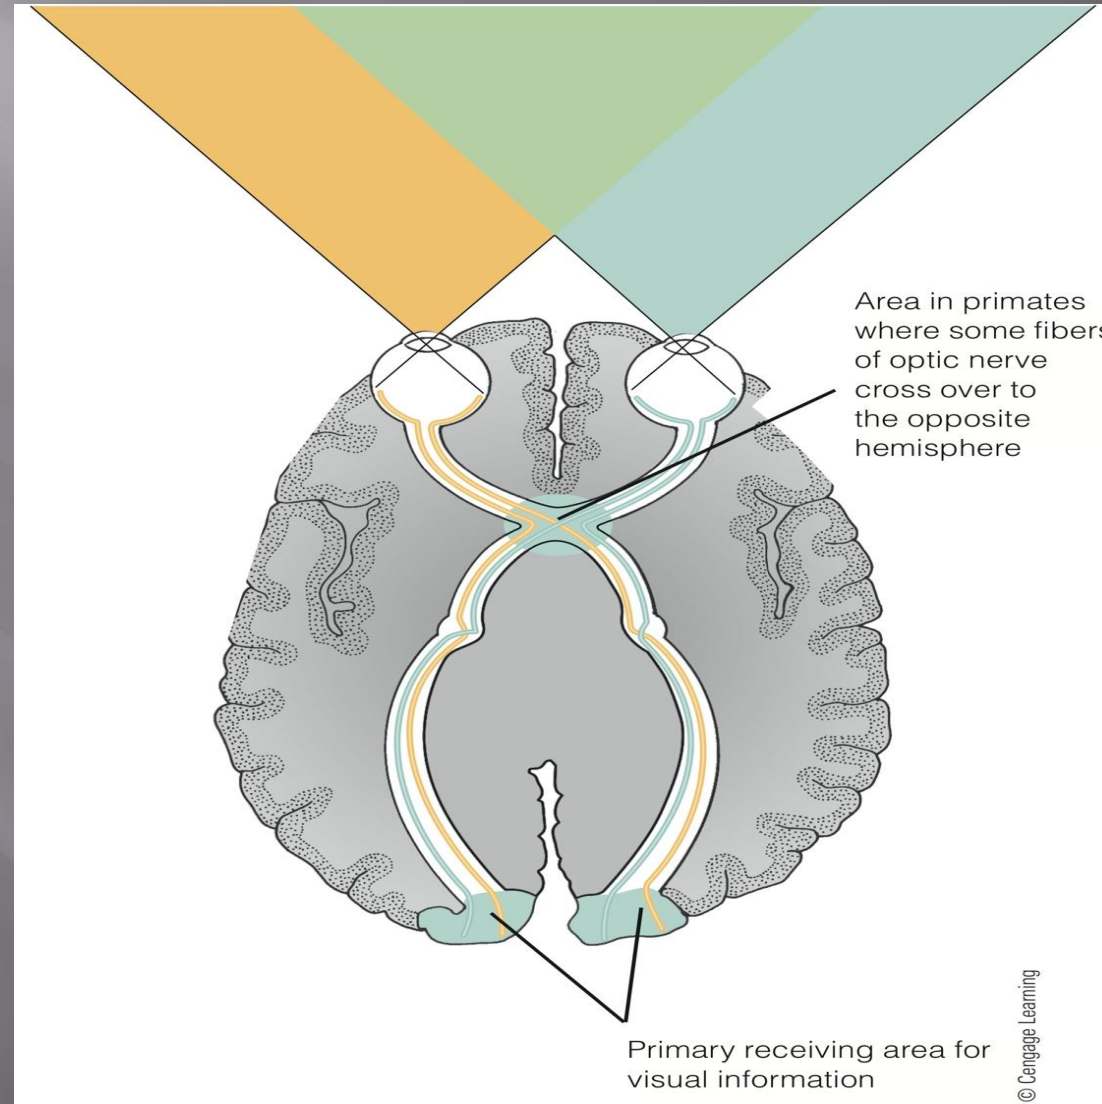 Area in primates
where some fibers
of optic nerve
cross over to
the opposite
hemisphere
Primary receiving area for
visual information
© Cengage Learning